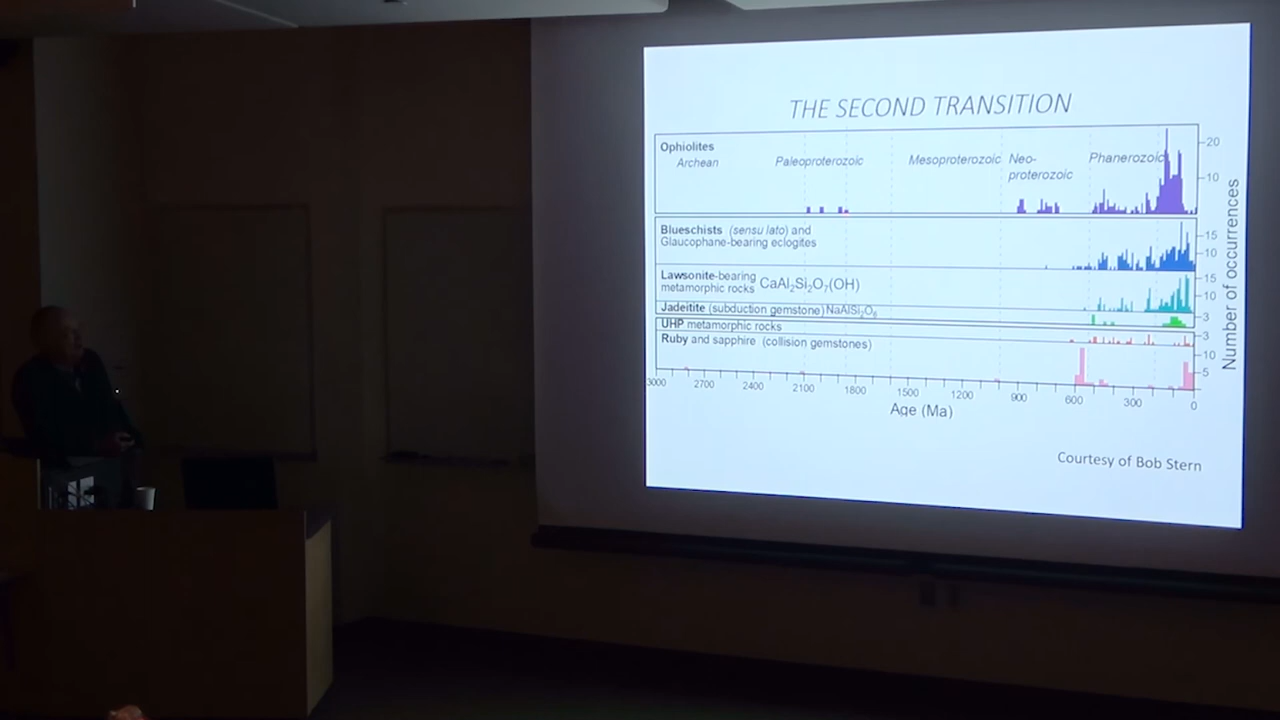 THE SECOND TRANSITION
Ophiolites
Archean
Paleoproterozoic
Mesoproterozoic
Neo-
proterozoic
Phanerozoic
20
10
Blueschists (sensu lato) and
Glaucophane-bearing eclogites
15
10
Lawsonite-bearing
metamorphic rocks
CaAl2Si2O7(OH)
15
10
Jadeitite (subduction gemstone) NaAlSi2O6
3
UHP metamorphic rocks
3
Ruby and sapphire (collision gemstones)
10
5
Number of occurrences
3000 2700 2400 2100 1800 1500 1200 900 600 300 0
Age (Ma)
Courtesy of Bob Stern